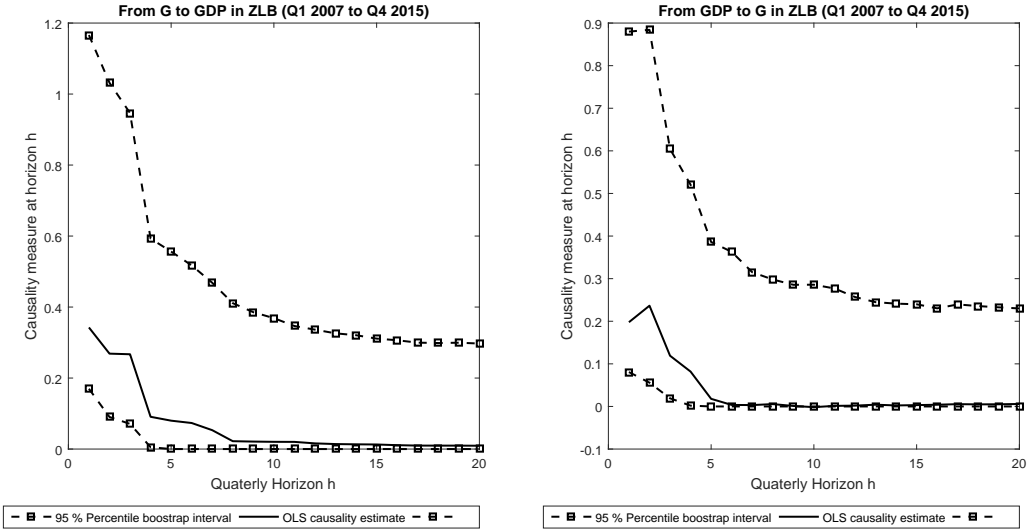 From G to GDP in ZLB (Q1 2007 to Q4 2015)
1.2
1
0.8
0.6
0.4
0.2
0
Causality measure at horizon h
0 5 10 15 20
Quaterly Horizon h
95 % Percentile boostrap interval OLS causality estimate
From GDP to G in ZLB (Q1 2007 to Q4 2015)
0.9
0.8
0.7
0.6
0.5
0.4
0.3
0.2
0.1
0
-0.1
Causality measure at horizon h
0 5 10 15 20
Quaterly Horizon h
95 % Percentile boostrap interval OLS causality estimate